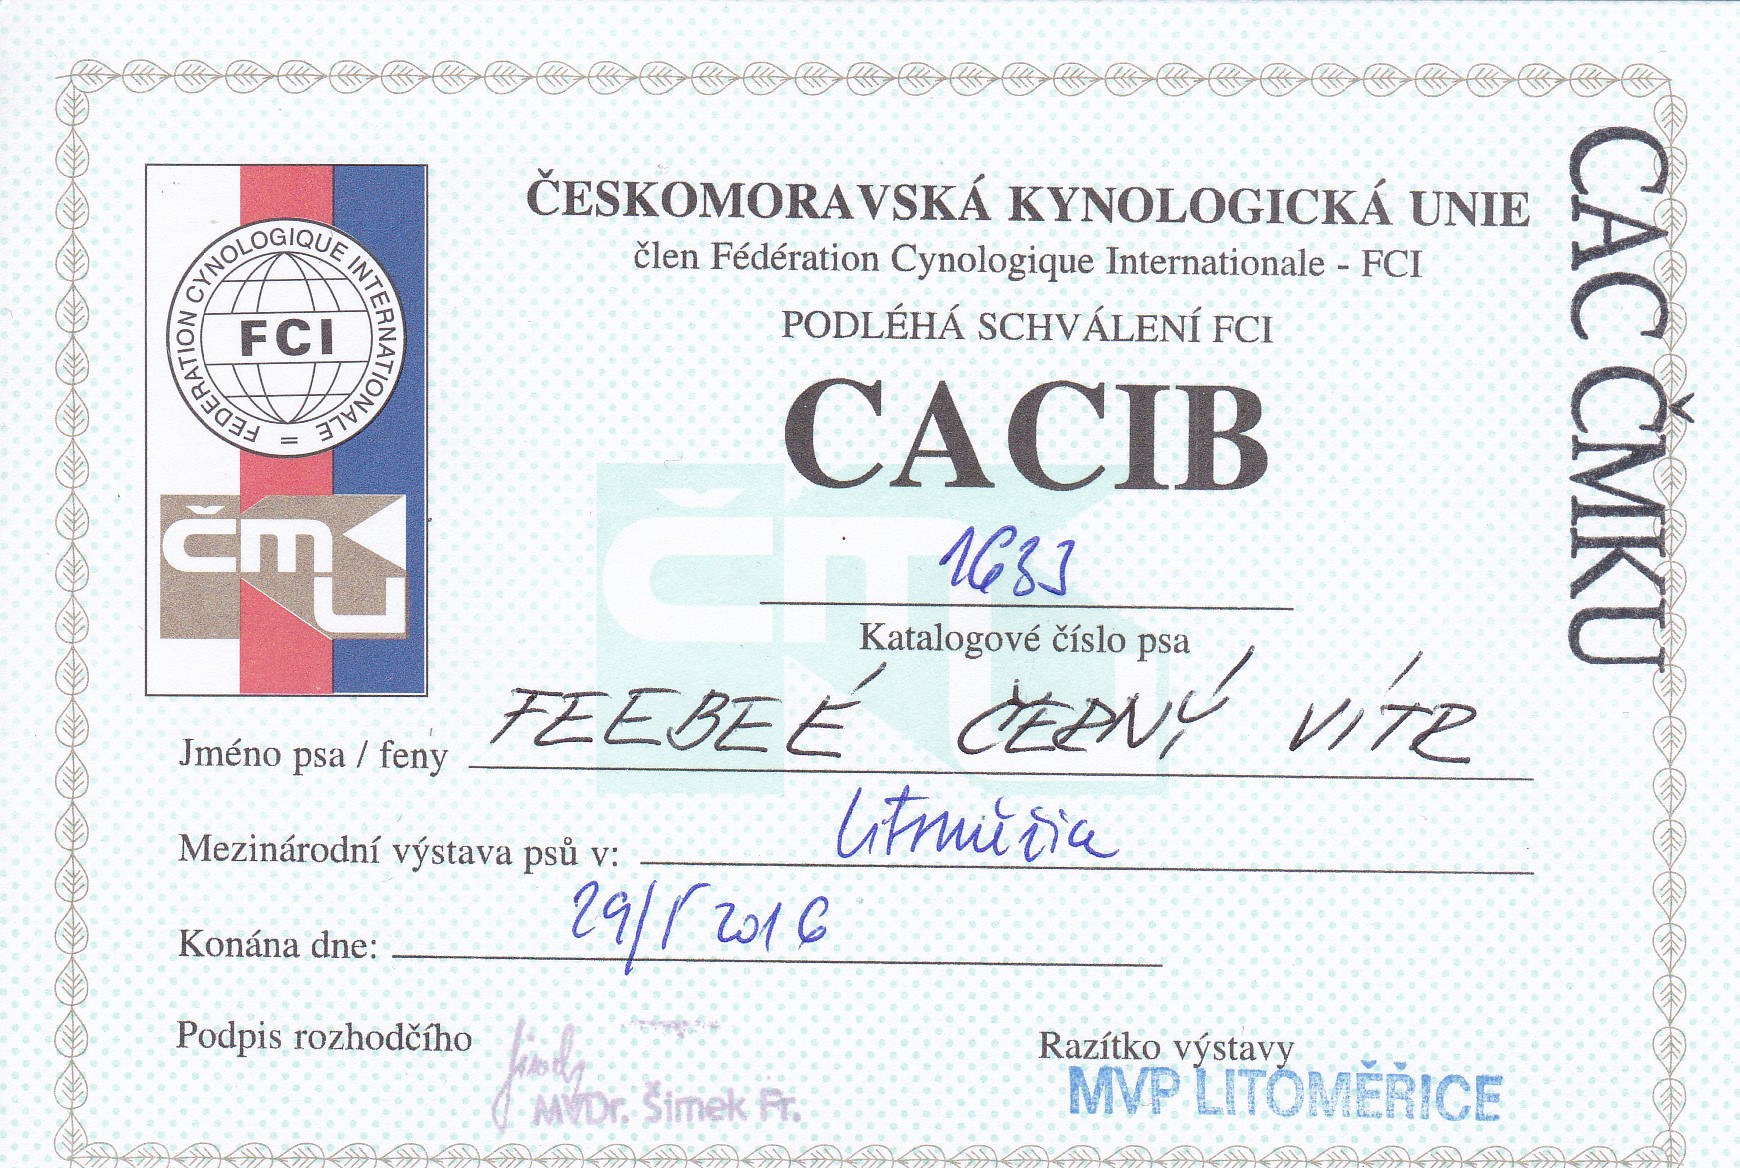 ČESKOMORAVSKÁ KYNOLOGICKÁ UNIE
člen Fédération Cynologique Internationale - FCI
PODLÉHÁ SCHVÁLENÍ FCI
CACIB
FEDERATION CYNOLOGIQUE INTERNATIONALE =
FCI
čmku
1633
Katalogové číslo psa
Jméno psa / feny FEEBEÉ ČERNÝ VÍTR
Mezinárodní výstava psů v: Litoměřice
Konána dne: 29/5 2016
Podpis rozhodčího
MVDr. Šimek Fr.
Razítko výstavy
MVP LITOMĚŘICE
CAC ČMKU